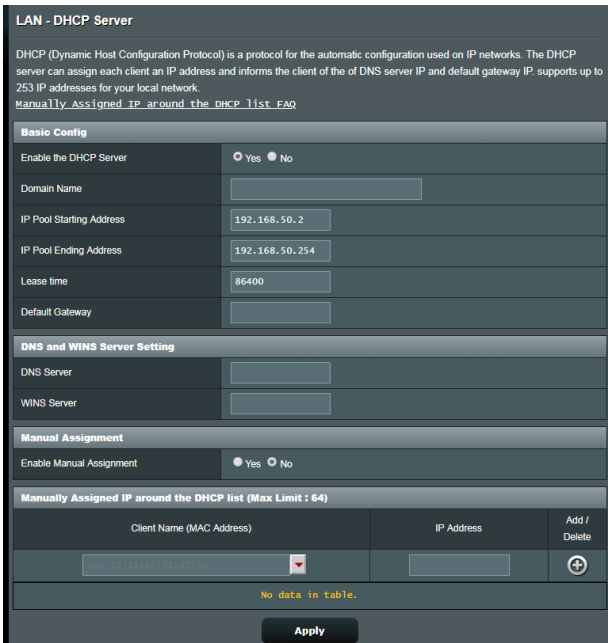 LAN - DHCP Server
DHCP (Dynamic Host Configuration Protocol) is a protocol for the automatic configuration used on IP networks. The DHCP
server can assign each client an IP address and informs the client of the of DNS server IP and default gateway IP. supports up to
253 IP addresses for your local network.
Manually Assigned IP around the DHCP list FAQ
Basic Config
Enable the DHCP Server Yes No
Domain Name
IP Pool Starting Address 192.168.50.2
IP Pool Ending Address 192.168.50.254
Lease time 86400
Default Gateway
DNS and WINS Server Setting
DNS Server
WINS Server
Manual Assignment
Enable Manual Assignment Yes No
Manually Assigned IP around the DHCP list (Max Limit : 64)
Client Name (MAC Address) IP Address Add /
Delete
No data in table.
Apply